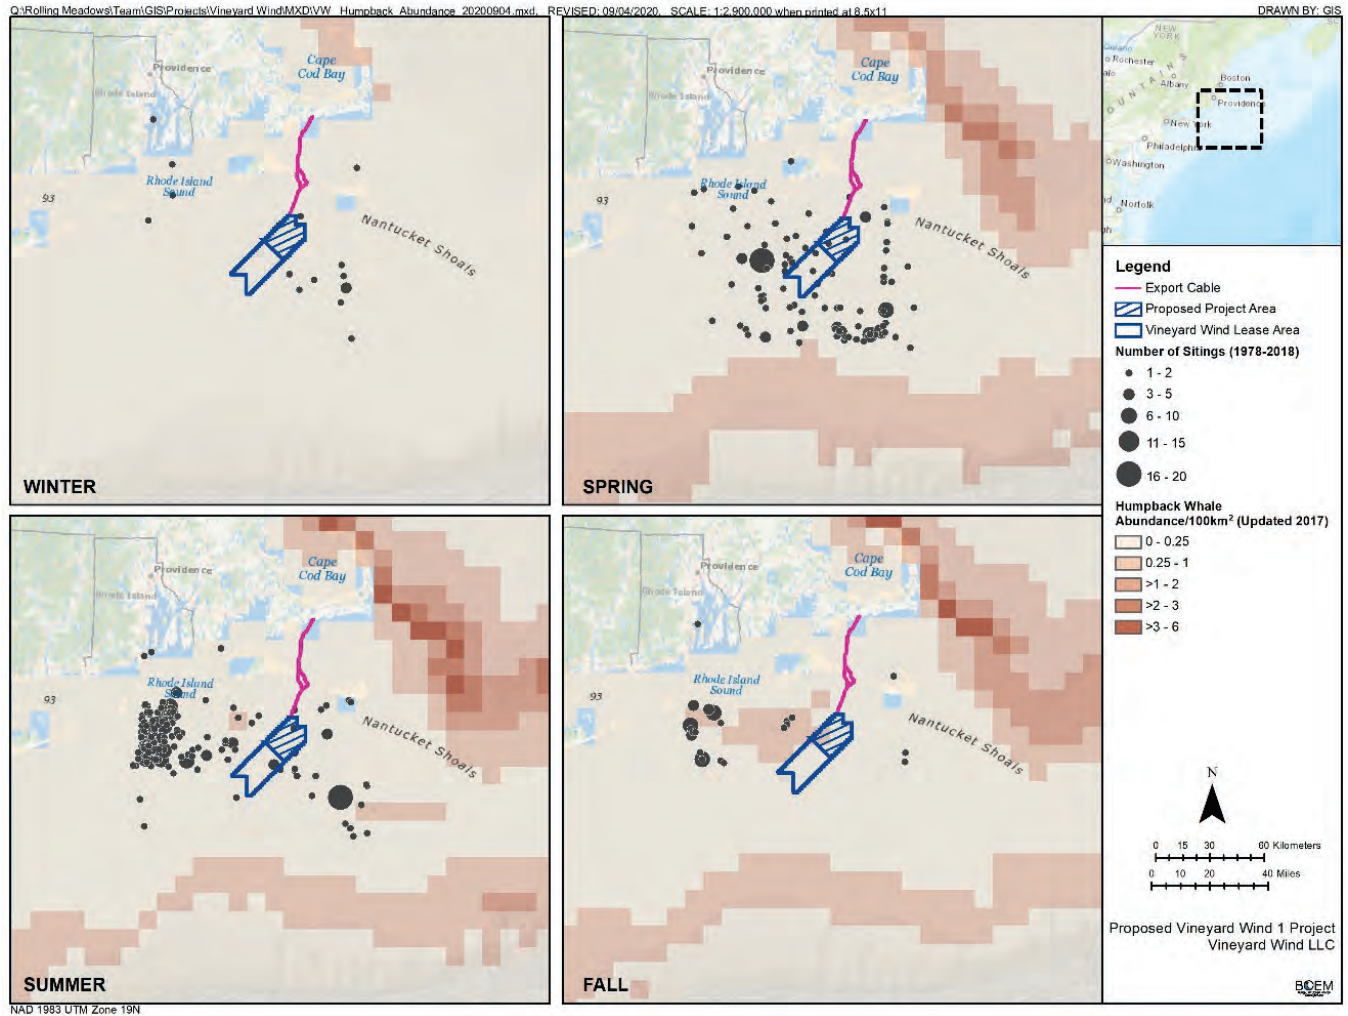 Q:\Rolling Meadows\Team\GIS\Projects\Vineyard Wind\MXD\VW_Humpback_Abundance_20200904.mxd, REVISED: 09/04/2020, SCALE: 1:2,900,000 when printed at 8.5x11
DRAWN BY: GIS
Cape
Cod Bay
Providence
Rhode Island
Rhode Island
Sound
93
Nantucket Shoals
WINTER
Cape
Cod Bay
Providence
Rhode Island
Rhode Island
Sound
93
Nantucket Shoals
SPRING
Cape
Cod Bay
Providence
Rhode Island
Rhode Island
Sound
93
Nantucket Shoals
SUMMER
Cape
Cod Bay
Providence
Rhode Island
Rhode Island
Sound
93
Nantucket Shoals
FALL
NEW
YORK
Rochester
Albany
Boston
Providence
New York
Philadelph
Washington
Norfolk
OUNTAINS
Legend
Export Cable
Proposed Project Area
Vineyard Wind Lease Area
Number of Sitings (1978-2018)
1 - 2
3 - 5
6 - 10
11 - 15
16 - 20
Humpback Whale
Abundance/100km² (Updated 2017)
0 - 0.25
0.25 - 1
>1 - 2
>2 - 3
>3 - 6
N
0 15 30 60 Kilometers
0 10 20 40 Miles
Proposed Vineyard Wind 1 Project
Vineyard Wind LLC
BOEM
NAD 1983 UTM Zone 19N